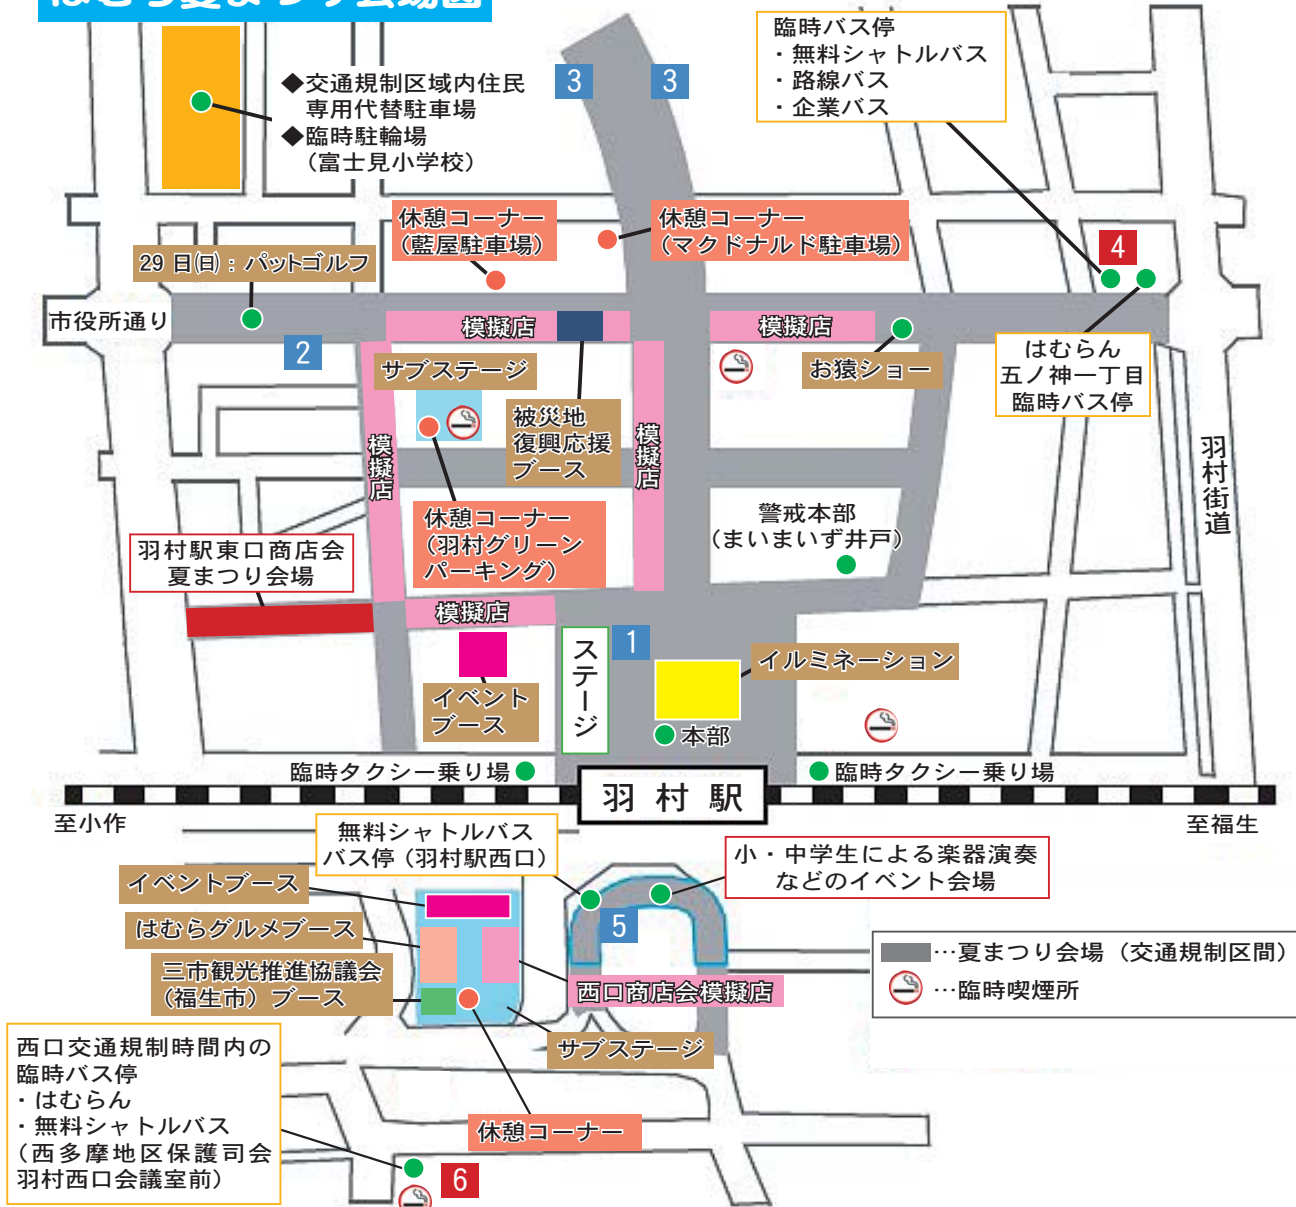 はむら夏まつり会場図
◆交通規制区域内住民
専用代替駐車場
◆臨時駐輪場
(富士見小学校)
3
3
臨時バス停
・無料シャトルバス
・路線バス
・企業バス
休憩コーナー
(藍屋駐車場)
休憩コーナー
(マクドナルド駐車場)
4
29日(日):パットゴルフ
市役所通り
2
模擬店
模擬店
サブステージ
お猿ショー
はむらん
五ノ神一丁目
臨時バス停
被災地
復興応援
ブース
模擬店
模擬店
羽村街道
休憩コーナー
(羽村グリーン
パーキング)
警戒本部
(まいまいず井戸)
羽村駅東口商店会
夏まつり会場
模擬店
ステージ
1
イルミネーション
イベント
ブース
本部
臨時タクシー乗り場
臨時タクシー乗り場
羽村駅
至小作
至福生
無料シャトルバス
バス停(羽村駅西口)
小・中学生による楽器演奏
などのイベント会場
イベントブース
はむらグルメブース
5
三市観光推進協議会
(福生市)ブース
西口商店会模擬店
…夏まつり会場(交通規制区間)
…臨時喫煙所
サブステージ
西口交通規制時間内の
臨時バス停
・はむらん
・無料シャトルバス
(西多摩地区保護司会
羽村西口会議室前)
休憩コーナー
6